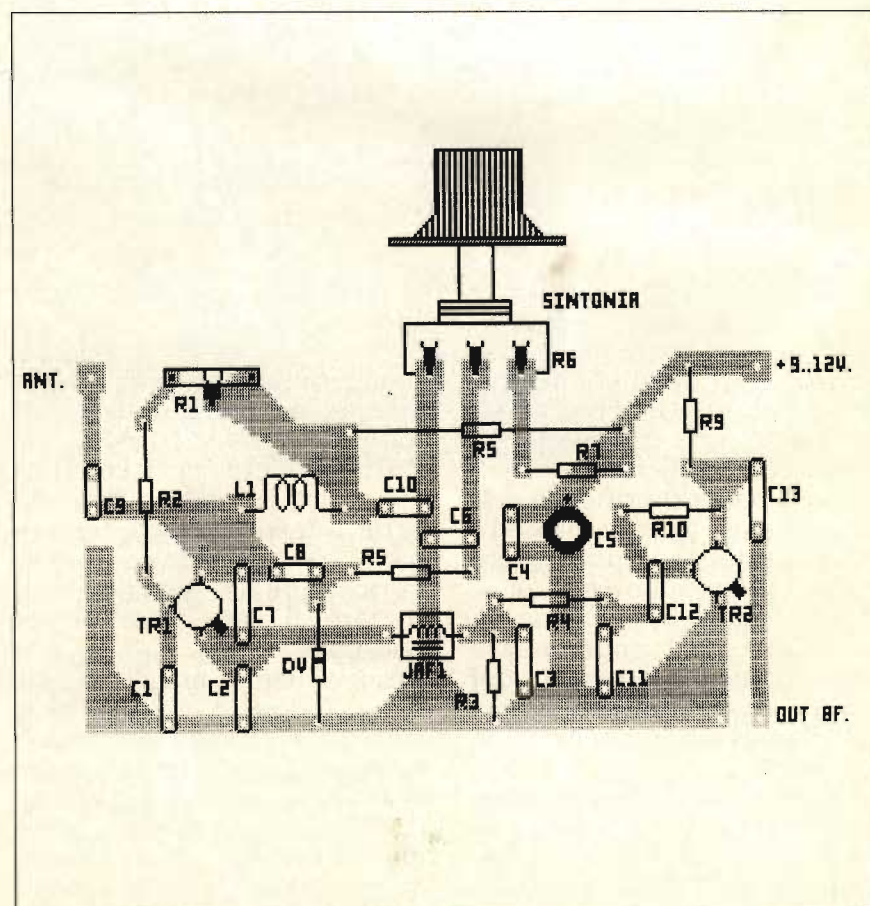 SINTONIA
R6
ANT.
+9..12V.
R1
R9
R5
R7
C13
R2
L1
C10
C9
C6
R10
C5
C4
C8
R5
C12
TR2
TR1
C7
R4
DV
JAF1
C1
C2
R3
C3
C11
OUT BF.